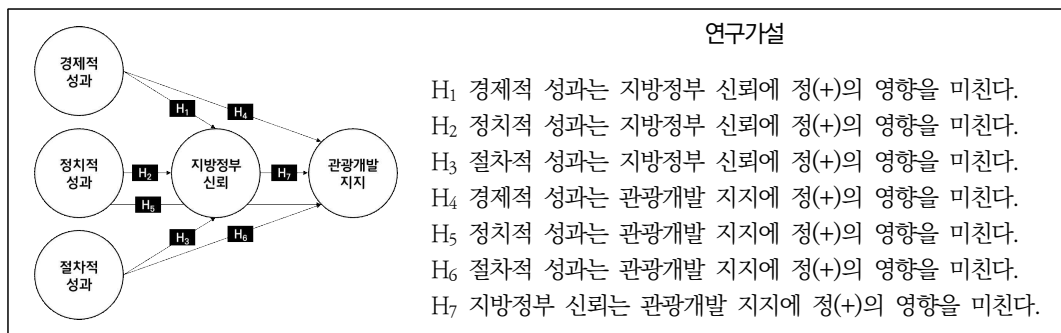 경제적
성과
H₁
H₄
정치적
성과
H₂
지방정부
신뢰
H₇
관광개발
지지
H₅
H₃
H₆
절차적
성과
연구가설
H₁ 경제적 성과는 지방정부 신뢰에 정(+)의 영향을 미친다.
H₂ 정치적 성과는 지방정부 신뢰에 정(+)의 영향을 미친다.
H₃ 절차적 성과는 지방정부 신뢰에 정(+)의 영향을 미친다.
H₄ 경제적 성과는 관광개발 지지에 정(+)의 영향을 미친다.
H₅ 정치적 성과는 관광개발 지지에 정(+)의 영향을 미친다.
H₆ 절차적 성과는 관광개발 지지에 정(+)의 영향을 미친다.
H₇ 지방정부 신뢰는 관광개발 지지에 정(+)의 영향을 미친다.